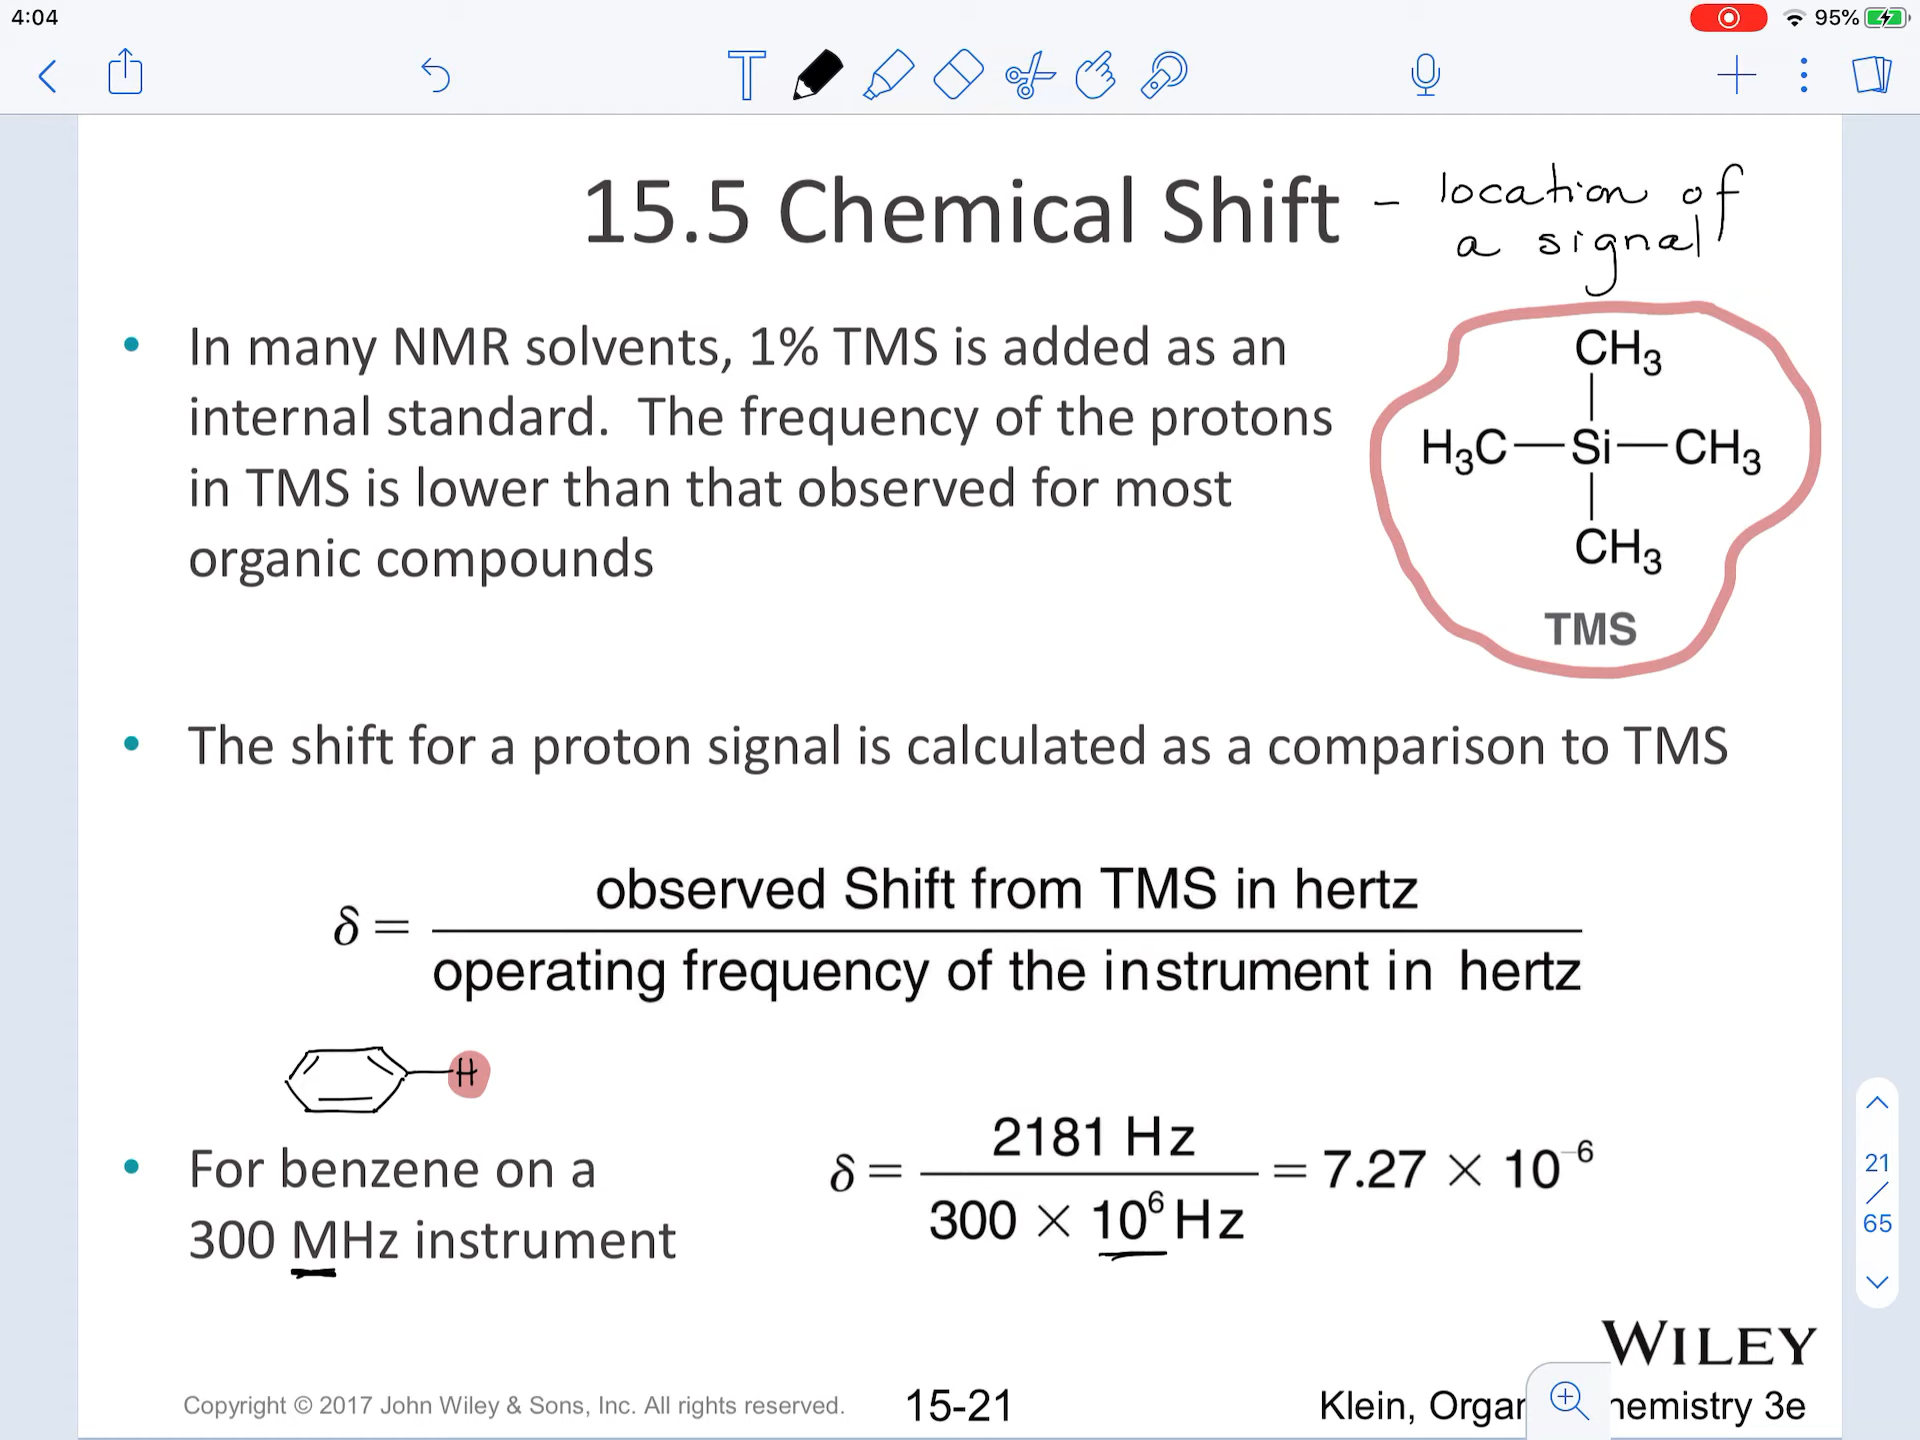 4:04
95%
15.5 Chemical Shift - location of
a signal
In many NMR solvents, 1% TMS is added as an
internal standard. The frequency of the protons
in TMS is lower than that observed for most
organic compounds
CH3
H3C—Si—CH3
CH3
TMS
• The shift for a proton signal is calculated as a comparison to TMS
δ = observed Shift from TMS in hertz
operating frequency of the instrument in hertz
H
• For benzene on a
300 MHz instrument
δ = 2181 Hz
300 × 10⁶ Hz
= 7.27 × 10⁻⁶
21
/
65
WILEY
Copyright © 2017 John Wiley & Sons, Inc. All rights reserved.
15-21
Klein, Organ hemistry 3e